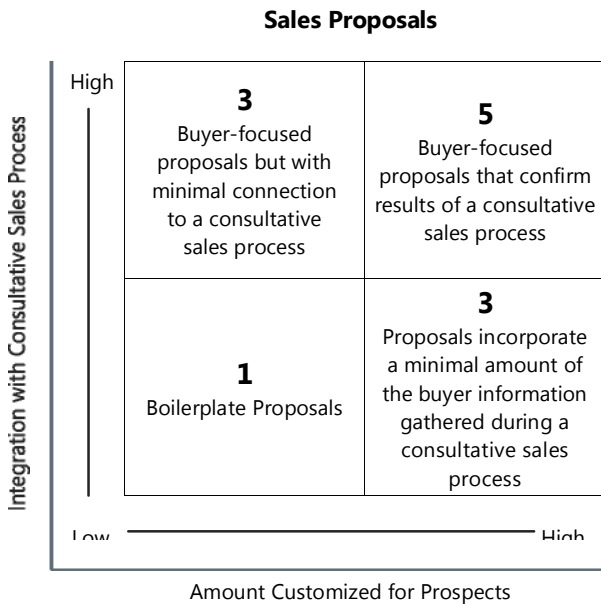 Sales Proposals
High
3
Buyer-focused
proposals but with
minimal connection
to a consultative
sales process
5
Buyer-focused
proposals that confirm
results of a consultative
sales process
Integration with Consultative Sales Process
1
Boilerplate Proposals
3
Proposals incorporate
a minimal amount of
the buyer information
gathered during a
consultative sales
process
Low
High
Amount Customized for Prospects